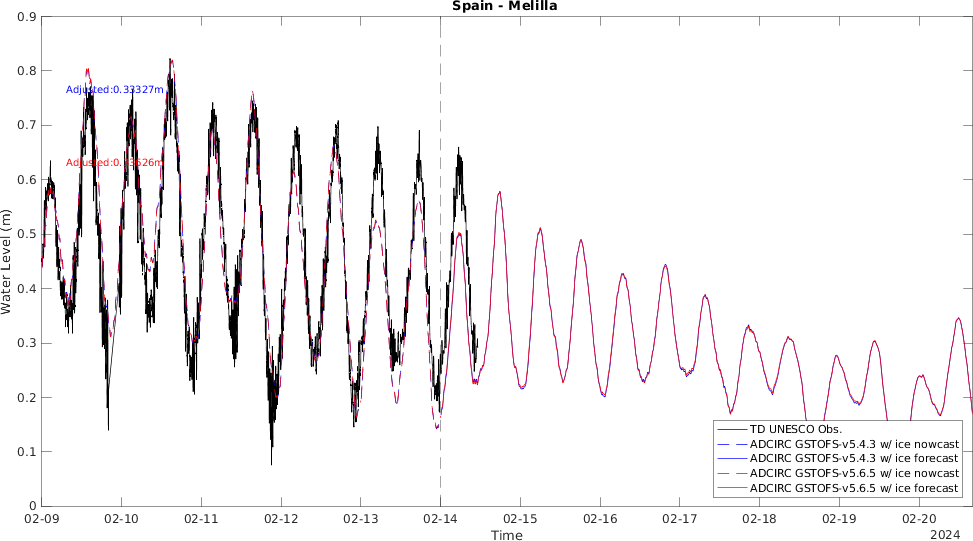 Spain - Melilla
0.9
0.8
0.7
0.6
0.5
0.4
0.3
0.2
0.1
0
Water Level (m)
Adjusted:0.33327m
TD UNESCO Obs.
ADCIRC GSTOFS-v5.4.3 w/ ice nowcast
ADCIRC GSTOFS-v5.4.3 w/ ice forecast
ADCIRC GSTOFS-v5.6.5 w/ ice nowcast
ADCIRC GSTOFS-v5.6.5 w/ ice forecast
02-09 02-10 02-11 02-12 02-13 02-14 02-15 02-16 02-17 02-18 02-19 02-20
Time
2024